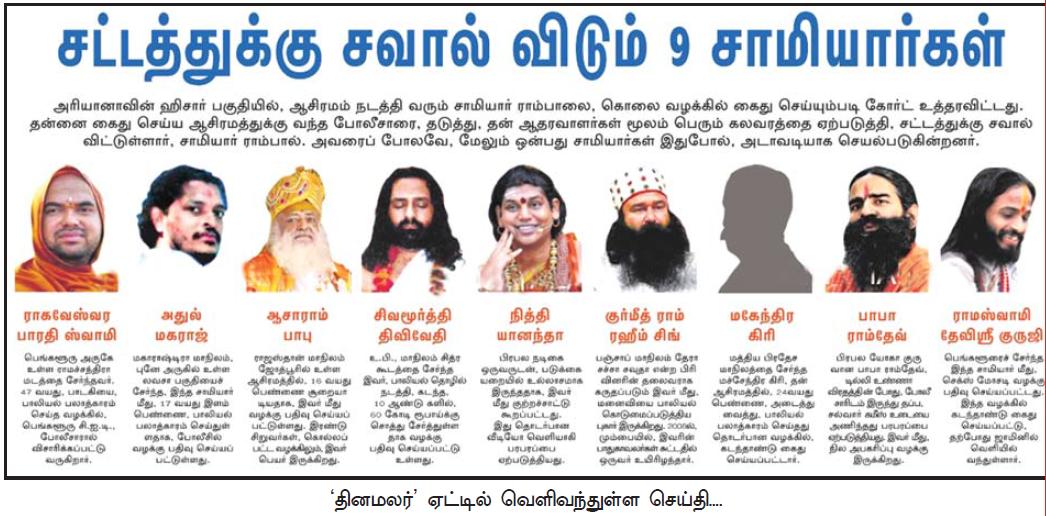 சட்டத்துக்கு சவால் விடும் 9 சாமியார்கள்
அரியானாவின் ஹிசார் பகுதியில், ஆசிரமம் நடத்தி வரும் சாமியார் ராம்பாலை, கொலை வழக்கில் கைது செய்யும்படி கோர்ட் உத்தரவிட்டது.
தன்னை கைது செய்ய ஆசிரமத்துக்கு வந்த போலீசாரை, தடுத்து, தன் ஆதரவாளர்கள் மூலம் பெரும் கலவரத்தை ஏற்படுத்தி, சட்டத்துக்கு சவால்
விட்டுள்ளார், சாமியார் ராம்பால். அவரைப் போலவே, மேலும் ஒன்பது சாமியார்கள் இதுபோல், அடாவடியாக செயல்படுகின்றனர்.
ராகவேஸ்வர
பாரதி ஸ்வாமி
பெங்களூரு அருகே
உள்ள ராமச்சந்திரா
மடத்தை சேர்ந்தவர்.
47 வயது, பாடகியை,
பாலியல் பலாத்காரம்
செய்த வழக்கில்,
பெங்களூரு சி.ஐ.டி.,
போலீசாரால்
விசாரிக்கப்பட்டு
வருகிறார்.
அதுல்
மகராஜ்
மகாராஷ்டிரா மாநிலம்,
புனே அருகில் உள்ள
லவசா பகுதியைச்
சேர்ந்த, இந்த சாமியார்
மீது, 17 வயது இளம்
பெண்ணை, பாலியல்
பலாத்காரம் செய்துள்
ளதாக, போலீசில்
வழக்கு பதிவு செய்யப்
பட்டுள்ளது.
ஆசாராம்
பாபு
ராஜஸ்தான் மாநிலம்
ஜோத்பூரில் உள்ள
ஆசிரமத்தில், 16 வயது
பெண்ணை சூறையா
டியதாக, இவர் மீது
வழக்கு பதிவு செய்யப்
பட்டுள்ளது. இரண்டு
சிறுவர்கள், கொல்லப்
பட்ட வழக்கிலும், இவர்
பெயர் இருக்கிறது.
சிவமூர்த்தி
திவிவேதி
உ.பி., மாநிலம் சித்ர
கூடத்தை சேர்ந்த
இவர், பாலியல் தொழில்
நடத்தி, கடந்த,
10 ஆண்டு களில்,
60 கோடி ரூபாய்க்கு
சொத்து சேர்த்துள்ள
தாக வழக்கு
பதிவு செய்யப்பட்டு
உள்ளது.
நித்தி
யானந்தா
பிரபல நடிகை
ஒருவருடன், படுக்கை
யறையில் உல்லாசமாக
இருந்ததாக, இவர்
மீது குற்றச்சாட்டு
கூறப்பட்டது.
இது தொடர்பான
வீடியோ வெளியாகி
பரபரப்பை
ஏற்படுத்தியது.
குர்மீத் ராம்
ரஹீம் சிங்
பஞ்சாப் மாநிலம் தேரா
சச்சா சவுதா என்ற பிரி
வினரின் தலைவராக
கருதப்படும் இவர் மீது,
மனைவியை பாலியல்
கொடுமைப்படுத்திய
புகார் இருக்கிறது. 2008ல்,
மும்பையில், இவரின்
பாதுகாவலர்கள் சுட்டதில்
ஒருவர் உயிரிழந்தார்.
மகேந்திர
கிரி
மத்திய பிரதேச
மாநிலத்தை சேர்ந்த
மச்சேந்திர கிரி, தன்
ஆசிரமத்தில், 24வயது
பெண்ணை, அடைத்து
வைத்து, பாலியல்
பலாத்காரம் செய்தது
தொடர்பான வழக்கில்,
கடந்தாண்டு கைது
செய்யப்பட்டார்.
பாபா
ராம்தேவ்
பிரபல யோகா குரு
வான பாபா ராம்தேவ்,
டில்லி உண்ணா
விரதத்தின் போது, போலீ
சாரிடம் இருந்து தப்ப,
சல்வார் கமீஸ் உடையை
அணிந்தது பரபரப்பை
ஏற்படுத்தியது. இவர் மீது,
நில அபகரிப்பு வழக்கு
இருக்கிறது.
ராமஸ்வாமி
தேவிஸ்ரீ குருஜி
பெங்களூரைச் சேர்ந்த
இந்த சாமியார் மீது,
செக்ஸ் மோசடி வழக்கு
பதிவு செய்யப்பட்டது.
இந்த வழக்கில்
கடந்தாண்டு கைது
செய்யப்பட்டு,
தற்போது ஜாமினில்
வெளியில்
வந்துள்ளார்.
'தினமலர்' ஏட்டில் வெளிவந்துள்ள செய்தி....